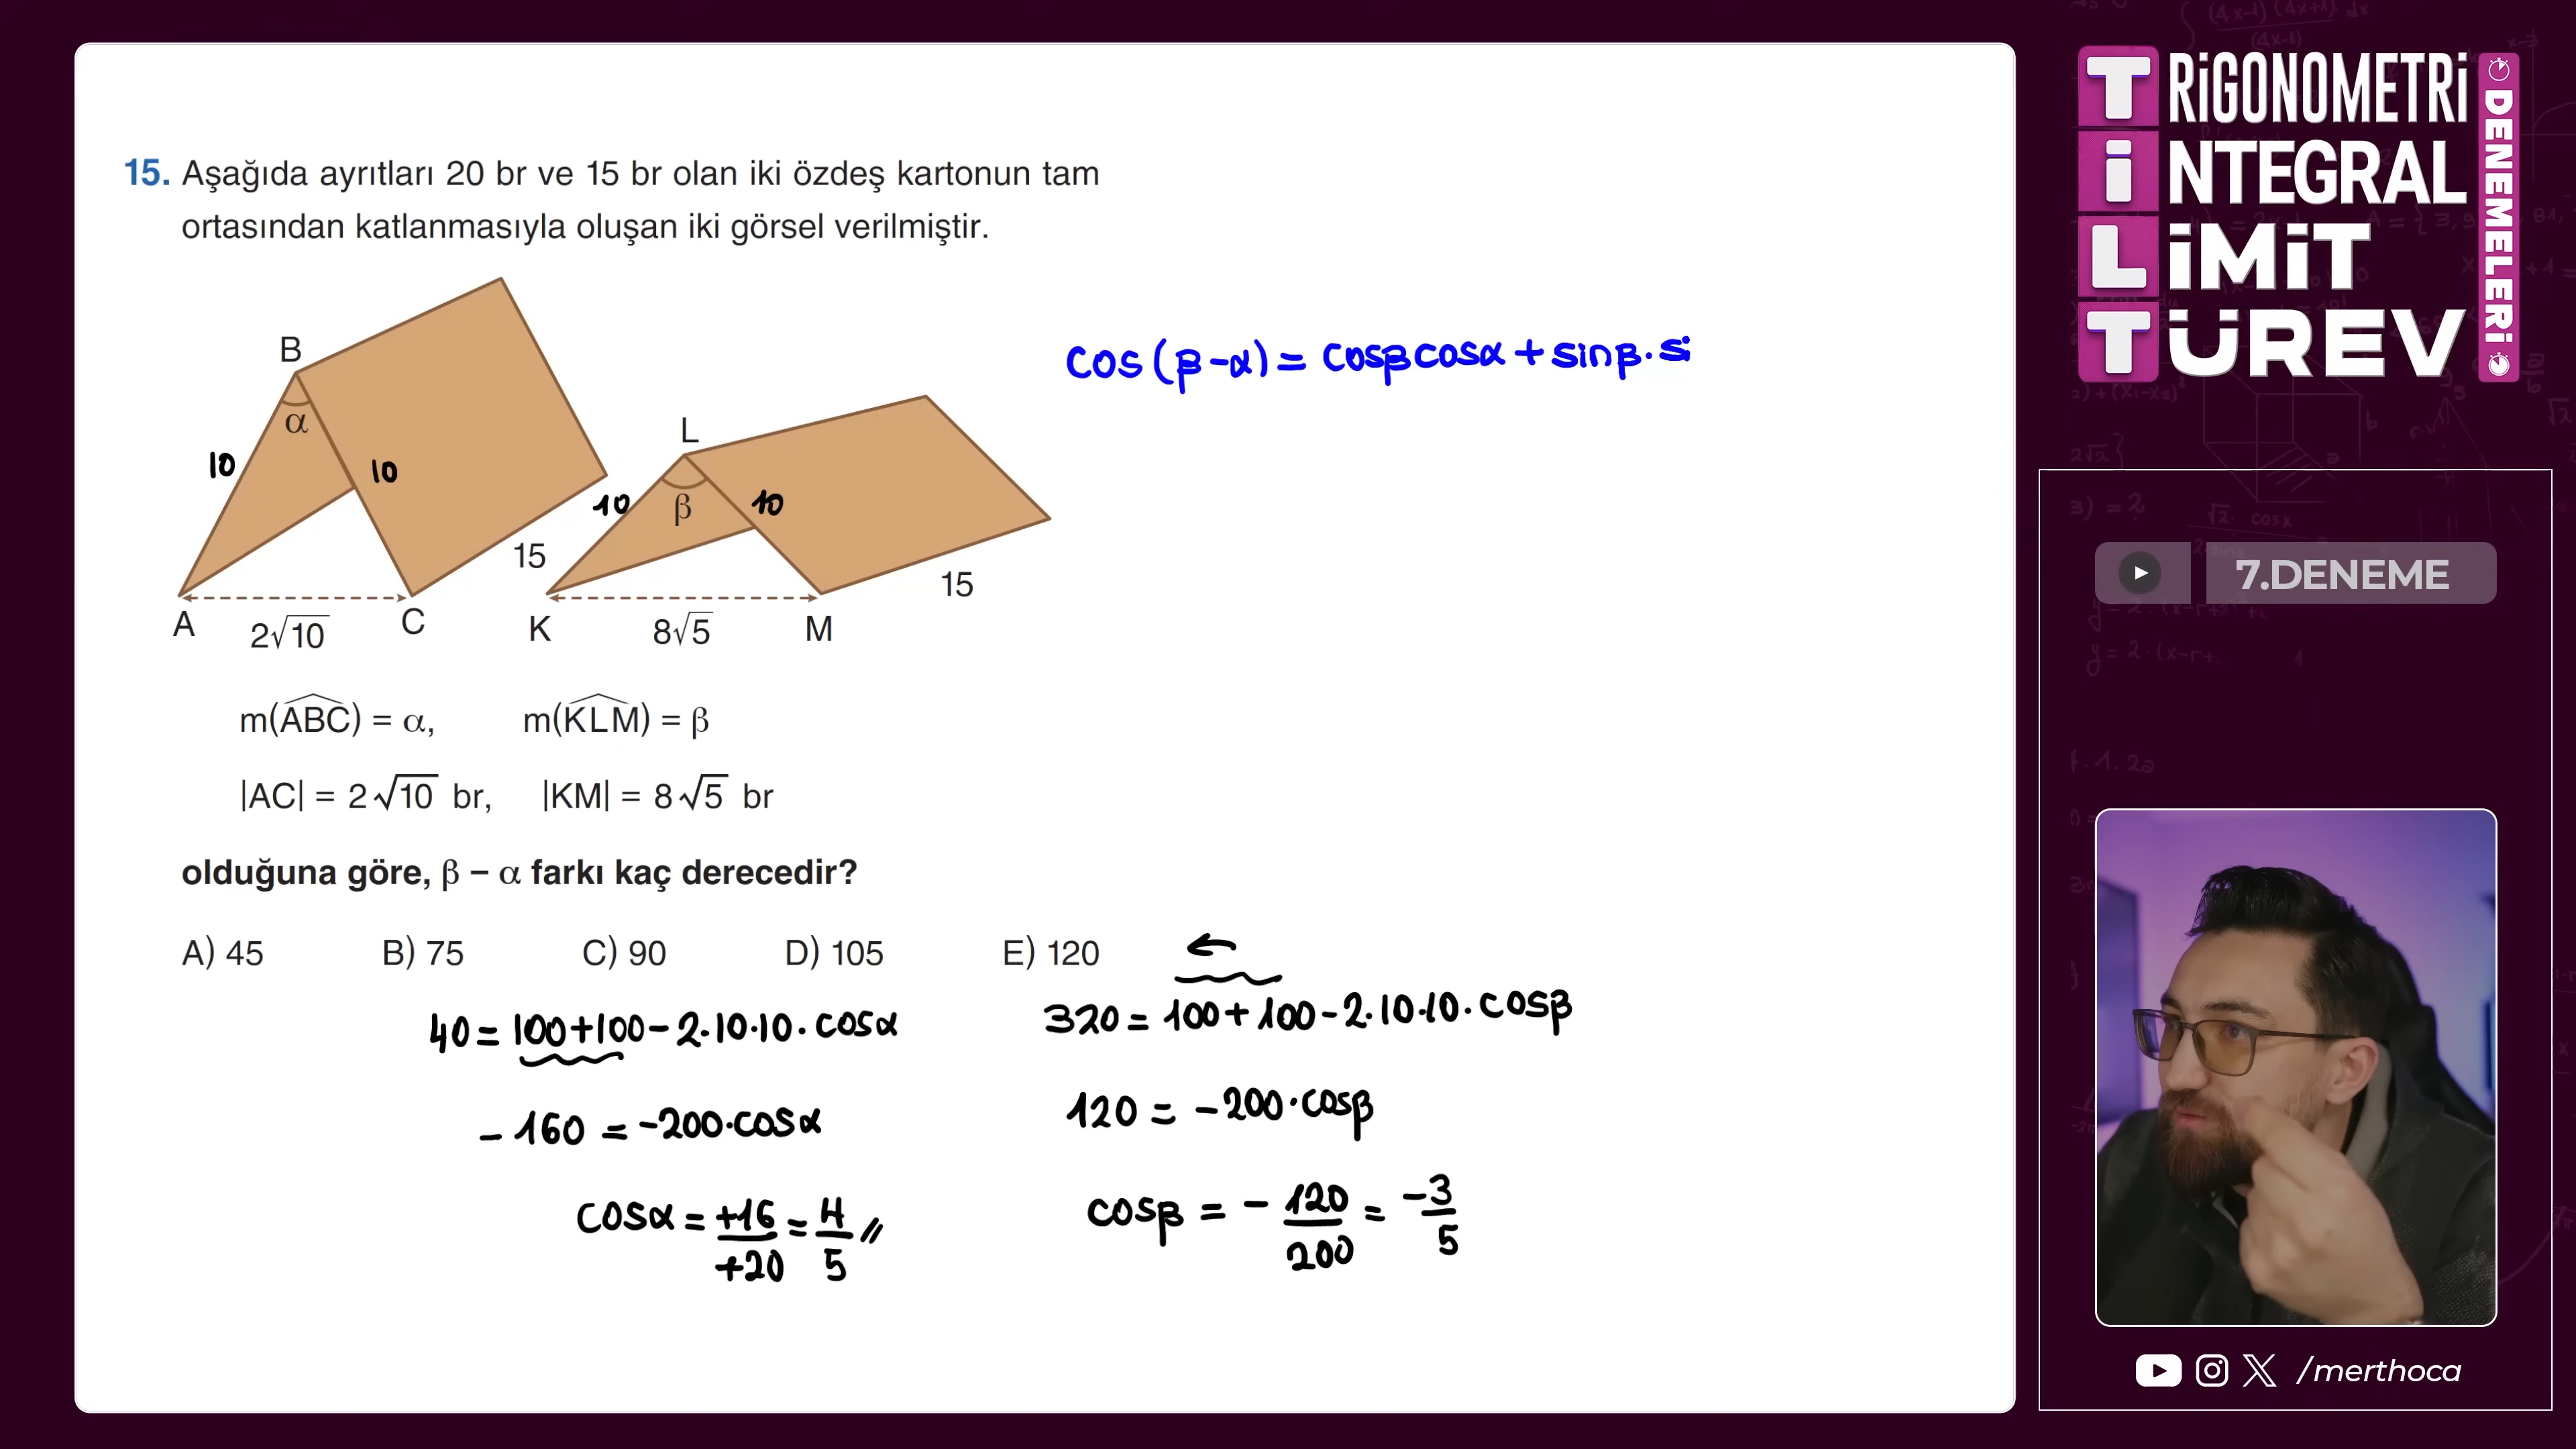 15. Aşağıda ayrıtları 20 br ve 15 br olan iki özdeş kartonun tam
ortasından katlanmasıyla oluşan iki görsel verilmiştir.
B
α
10
10
15
A
2√10
C
L
β
10
10
15
K
8√5
M
cos(β-α) = cosβ cosα + sinβ. si
m(ABC) = α, m(KLM) = β
|AC| = 2√10 br, |KM| = 8√5 br
olduğuna göre, β – α farkı kaç derecedir?
A) 45 B) 75 C) 90 D) 105 E) 120
40 = 100+100-2.10.10. cosα
-160 = -200.cosα
cosα = +16/+20 = 4/5 //
320 = 100+100-2.10.10. cosβ
120 = -200.cosβ
cosβ = - 120/200 = -3/5
TRiGONOMETRi
iNTEGRAL
LiMiT
TÜREV
DENEMELERi
7.DENEME
/merthoca